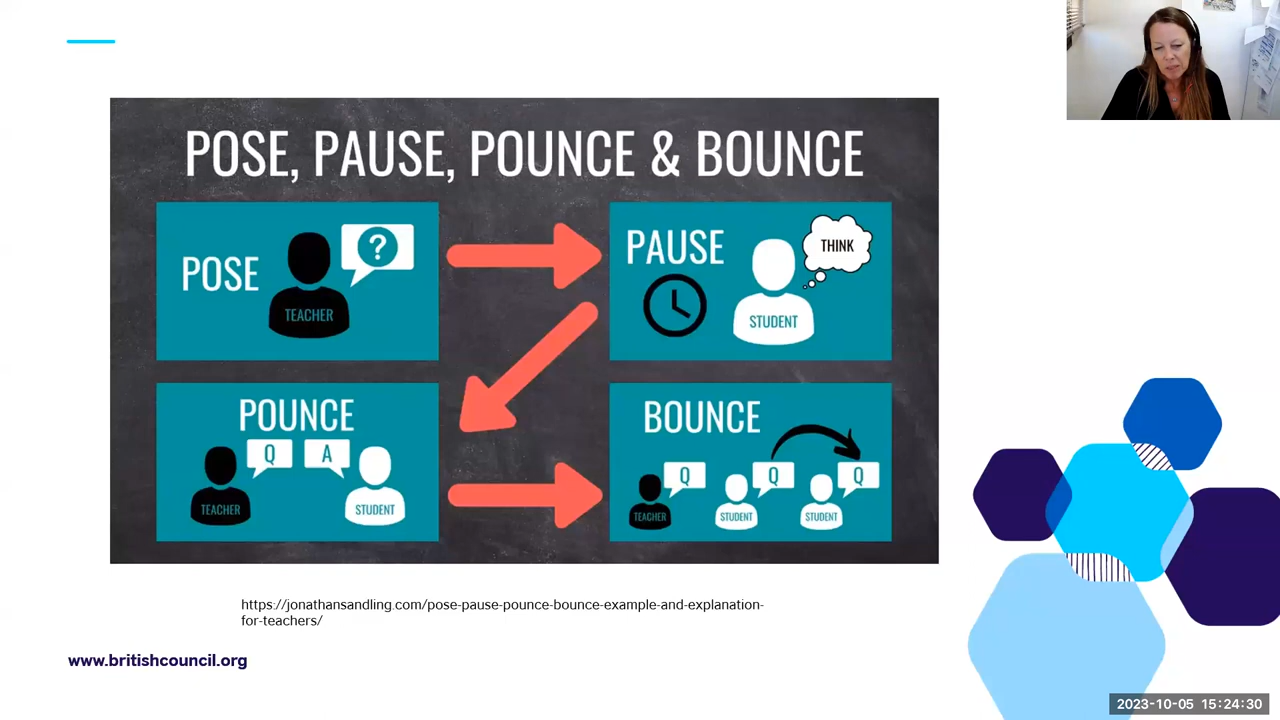 POSE, PAUSE, POUNCE & BOUNCE
POSE
?
TEACHER
PAUSE
THINK
STUDENT
POUNCE
Q
A
TEACHER
STUDENT
BOUNCE
Q
Q
Q
TEACHER
STUDENT
STUDENT
https://jonathansandling.com/pose-pause-pounce-bounce-example-and-explanation-
for-teachers/
www.britishcouncil.org
2023-10-05 15:24:30